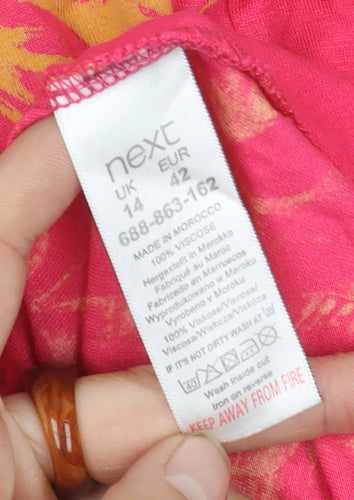 next
UK EUR
14 42
688-863-162
MADE IN MOROCCO
100% VISCOSE
Hergestellt in Marokko
Fabriqué au Maroc
Fabricado en Marruecos
Wyprodukowano w Maroku
Vyrobeno v Maroku
100% Viskose/Viscose/
Viscosa/Wiskoza/Viskóza
IF IT'S NOT DIRTY WASH AT 30
40
Wash inside out
Iron on reverse
KEEP AWAY FROM FIRE